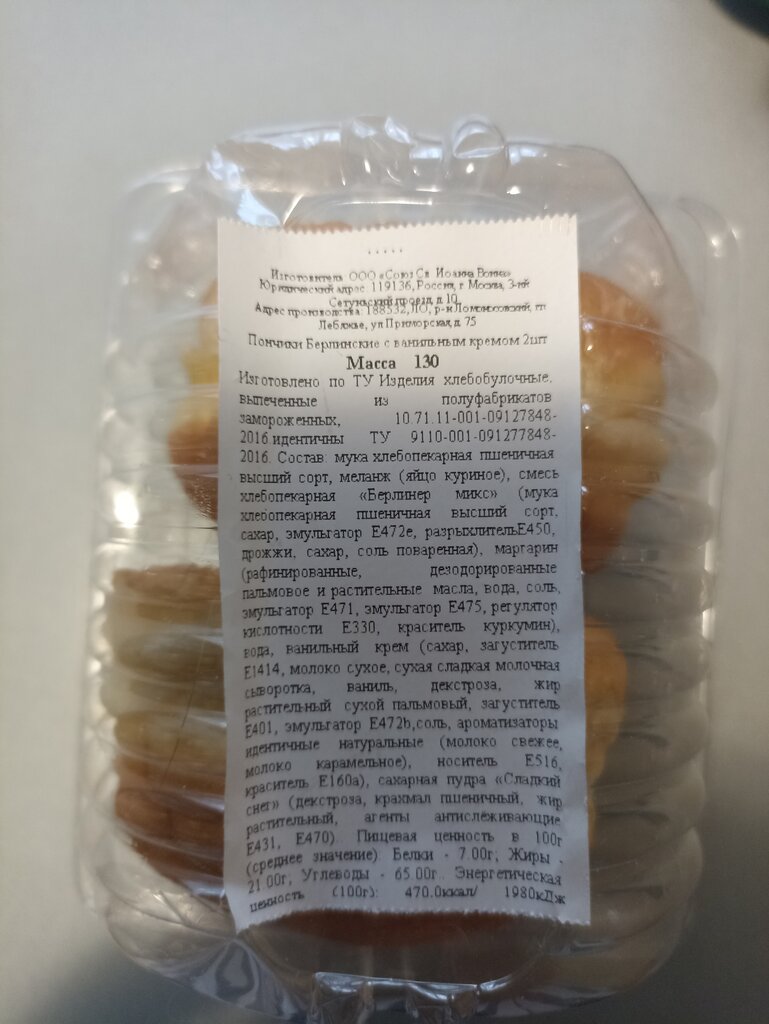 Изготовитель ООО «Союз Св. Иоанна Воина»
Юридический адрес 119136, Россия, г Москва, 3-ий
Сетуньский проезд, д.10
Адрес производства: 188532, ЛО, р-н Ломоносовский, пп
Лебяжье, ул Приморская, д. 75
Пончики Берлинские с ванильным кремом 2шт
Масса 130
Изготовлено по ТУ Изделия хлебобулочные,
выпеченные из полуфабрикатов
замороженных, 10.71.11-001-09127848-
2016.идентичны ТУ 9110-001-091277848-
2016. Состав: мука хлебопекарная пшеничная
высший сорт, меланж (яйцо куриное), смесь
хлебопекарная «Берлинер микс» (мука
хлебопекарная пшеничная высший сорт,
сахар, эмульгатор Е472е, разрыхлительЕ450,
дрожжи, сахар, соль поваренная), маргарин
(рафинированные, дезодорированные
пальмовое и растительные масла, вода, соль,
эмульгатор Е471, эмульгатор Е475, регулятор
кислотности Е330, краситель куркумин),
вода, ванильный крем (сахар, загуститель
Е1414, молоко сухое, сухая сладкая молочная
сыворотка, ваниль, декстроза, жир
растительный сухой пальмовый, загуститель
Е401, эмульгатор Е472b,соль, ароматизаторы
идентичные натуральные (молоко свежее,
молоко карамельное), носитель Е516,
краситель Е160а), сахарная пудра «Сладкий
снег» (декстроза, крахмал пшеничный, жир
растительный, агенты антислёживающие
Е431, Е470).. Пищевая ценность в 100г
(среднее значение). Белки - 7.00г; Жиры -
21.00г; Углеводы - 65.00г.. Энергетическая
ценность (100г): 470.0ккал/ 1980кДж